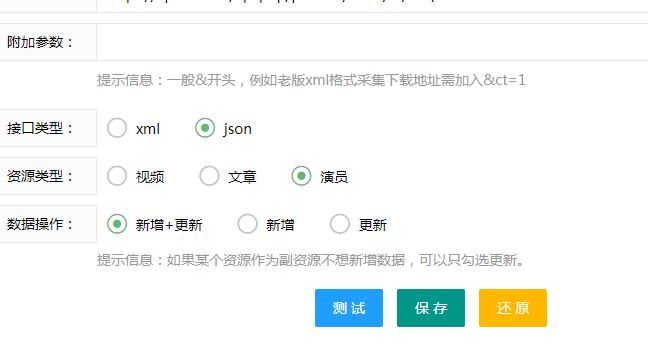 附加参数：
提示信息：一般&开头，例如老版xml格式采集下载地址需加入&ct=1
接口类型： xml json
资源类型： 视频 文章 演员
数据操作： 新增+更新 新增 更新
提示信息：如果某个资源作为副资源不想新增数据，可以只勾选更新。
测 试 保 存 还 原